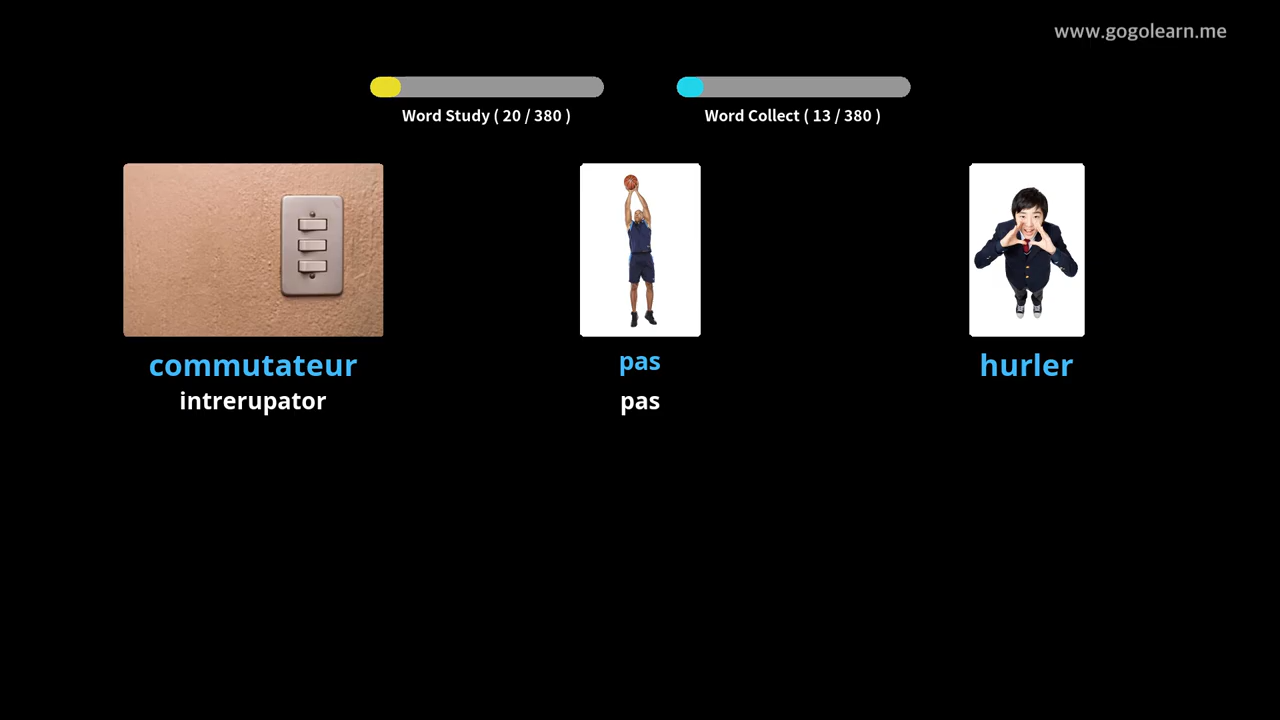 www.gogolearn.me
Word Study ( 20 / 380 )
Word Collect ( 13 / 380 )
commutateur
intrerupator
pas
pas
hurler